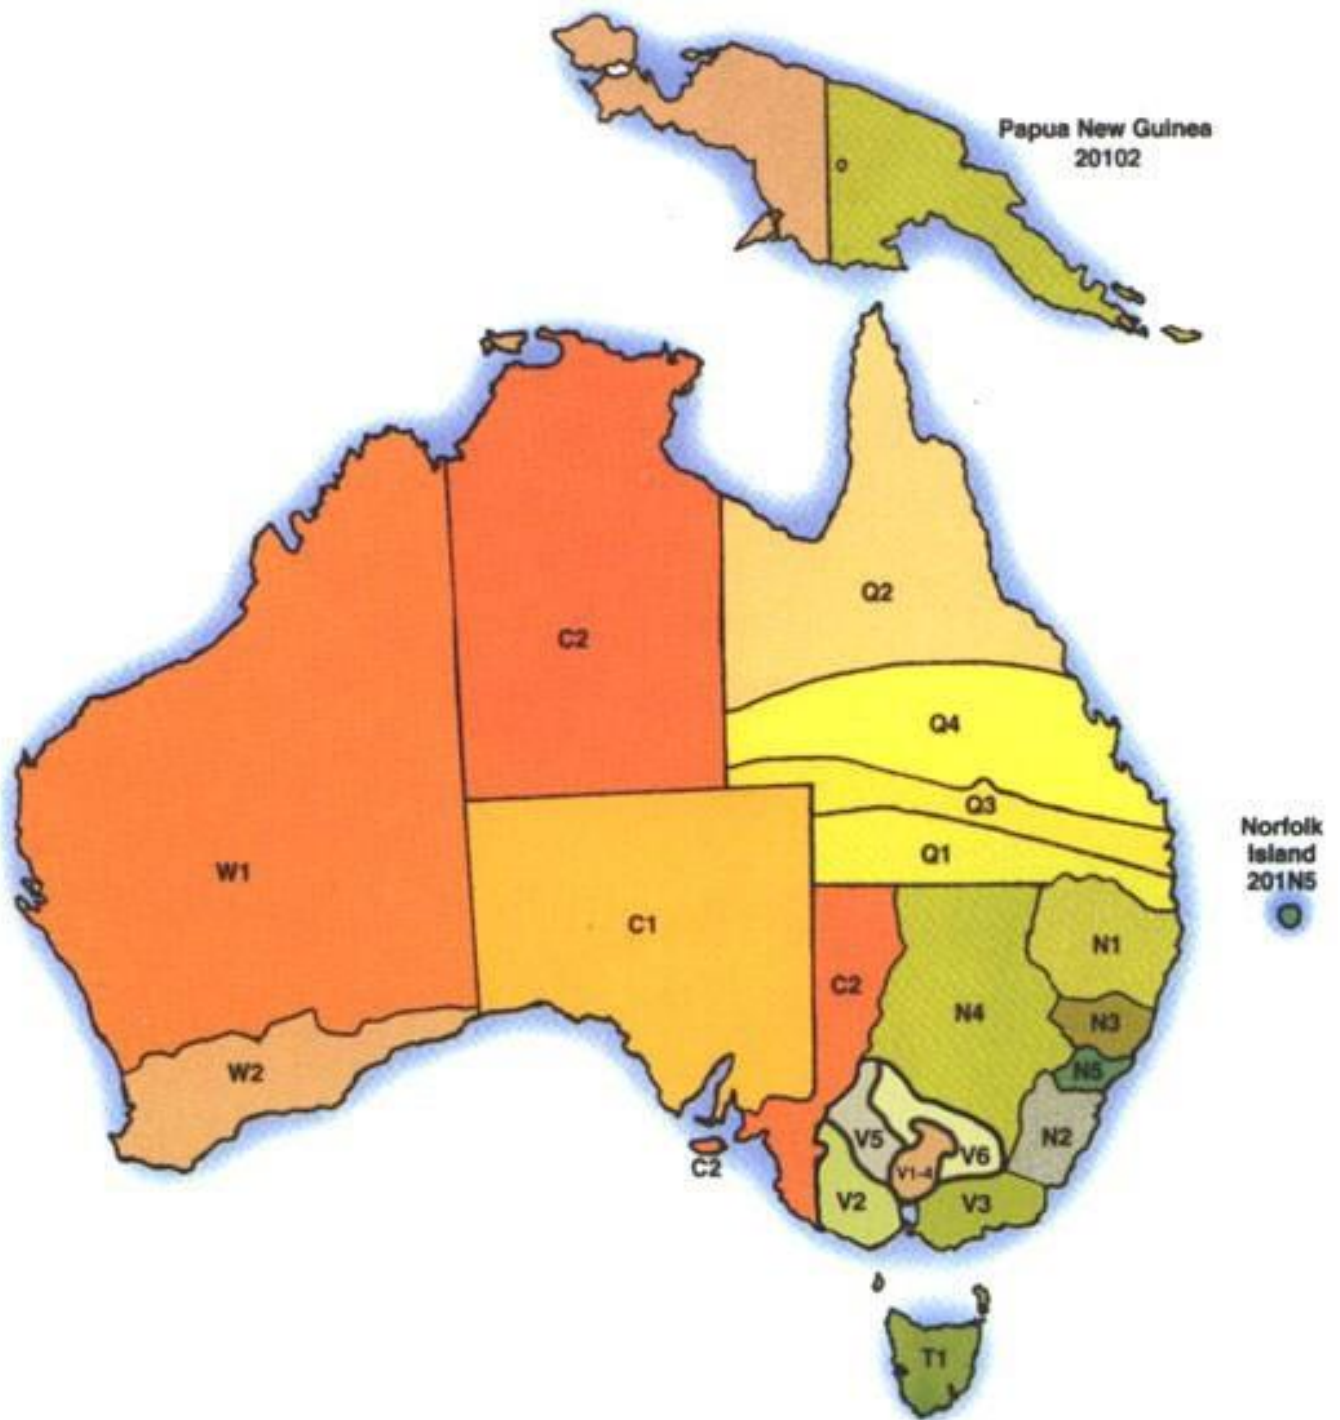 Papua New Guinea
20102
Q2
C2
Q4
Q3
Norfolk
Island
201N5
Q1
W1
C1
N1
C2
N4
N3
W2
N5
V5
N2
V6
C2
V1-4
V2
V3
T1